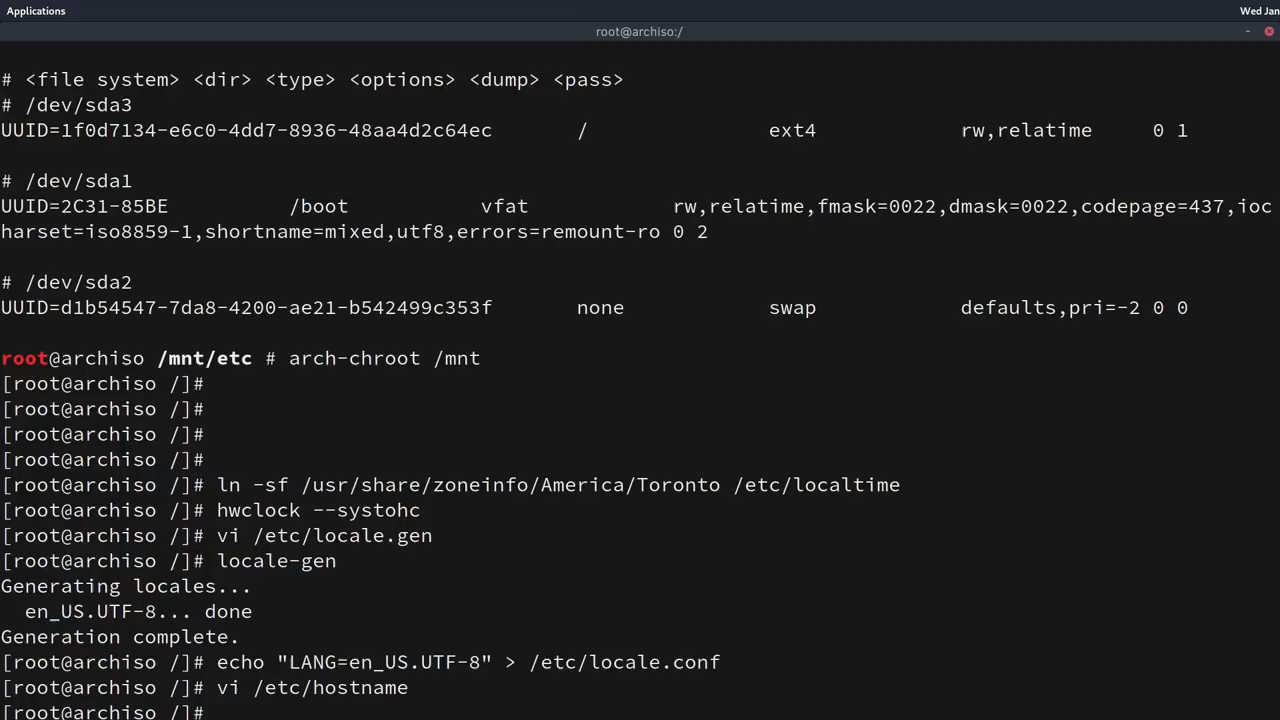 Applications
Wed Jan
root@archiso:/
# <file system> <dir> <type> <options> <dump> <pass>
# /dev/sda3
UUID=1f0d7134-e6c0-4dd7-8936-48aa4d2c64ec / ext4 rw,relatime 0 1
# /dev/sda1
UUID=2C31-85BE /boot vfat rw,relatime,fmask=0022,dmask=0022,codepage=437,ioc
harset=iso8859-1,shortname=mixed,utf8,errors=remount-ro 0 2
# /dev/sda2
UUID=d1b54547-7da8-4200-ae21-b542499c353f none swap defaults,pri=-2 0 0
root@archiso /mnt/etc # arch-chroot /mnt
[root@archiso /]#
[root@archiso /]#
[root@archiso /]#
[root@archiso /]#
[root@archiso /]# ln -sf /usr/share/zoneinfo/America/Toronto /etc/localtime
[root@archiso /]# hwclock --systohc
[root@archiso /]# vi /etc/locale.gen
[root@archiso /]# locale-gen
Generating locales...
en_US.UTF-8... done
Generation complete.
[root@archiso /]# echo "LANG=en_US.UTF-8" > /etc/locale.conf
[root@archiso /]# vi /etc/hostname
[root@archiso /]#